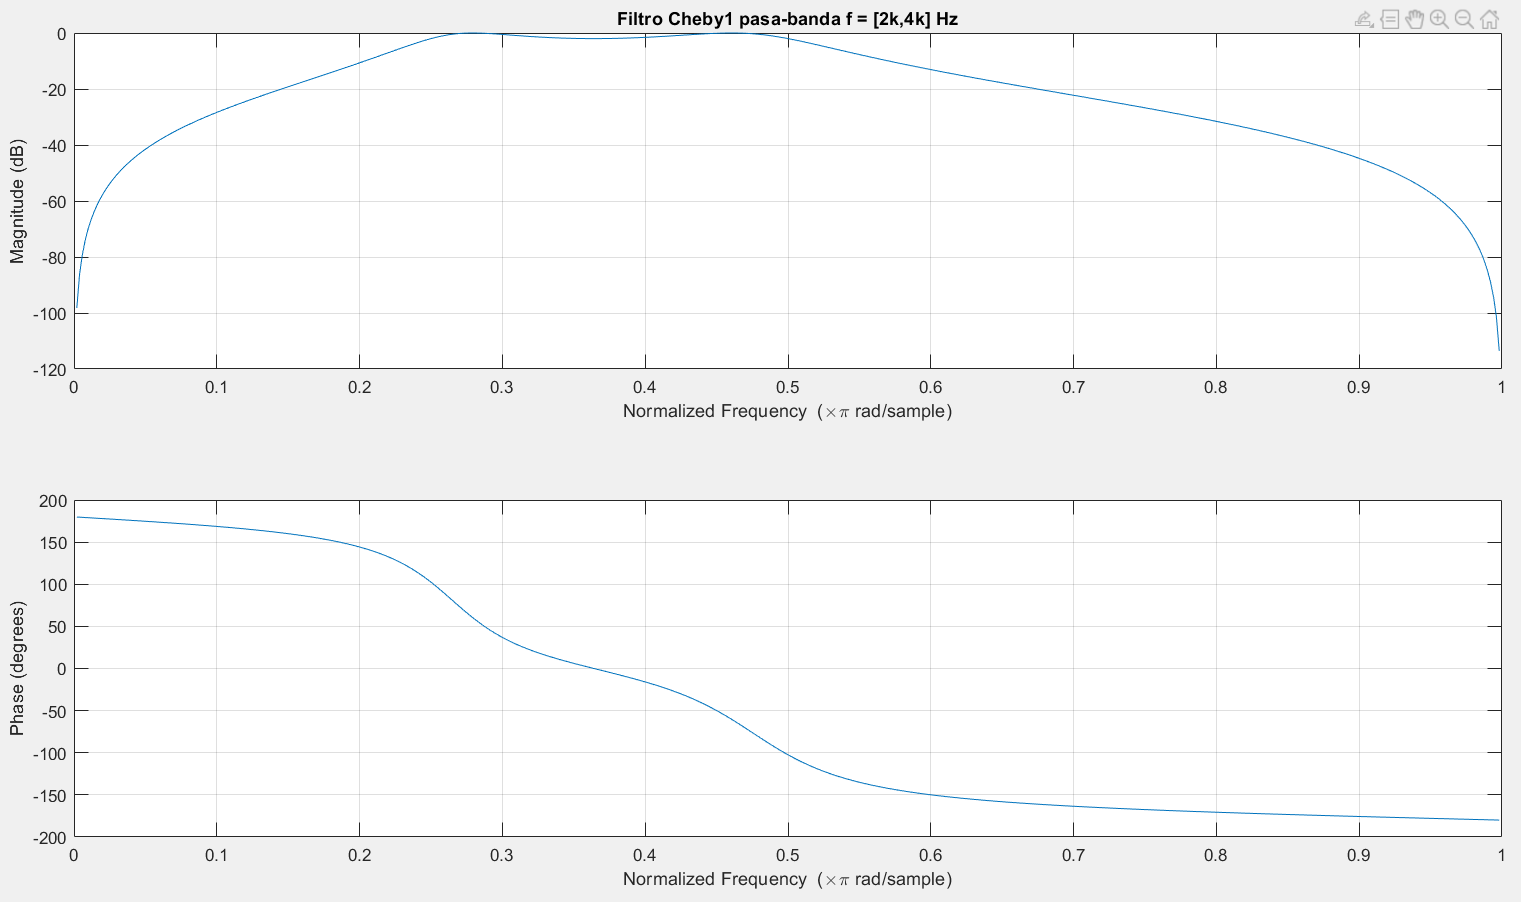 Filtro Cheby1 pasa-banda f = [2k,4k] Hz
0
-20
-40
-60
-80
-100
-120
Magnitude (dB)
0 0.1 0.2 0.3 0.4 0.5 0.6 0.7 0.8 0.9 1
Normalized Frequency (×π rad/sample)
200
150
100
50
0
-50
-100
-150
-200
Phase (degrees)
0 0.1 0.2 0.3 0.4 0.5 0.6 0.7 0.8 0.9 1
Normalized Frequency (×π rad/sample)